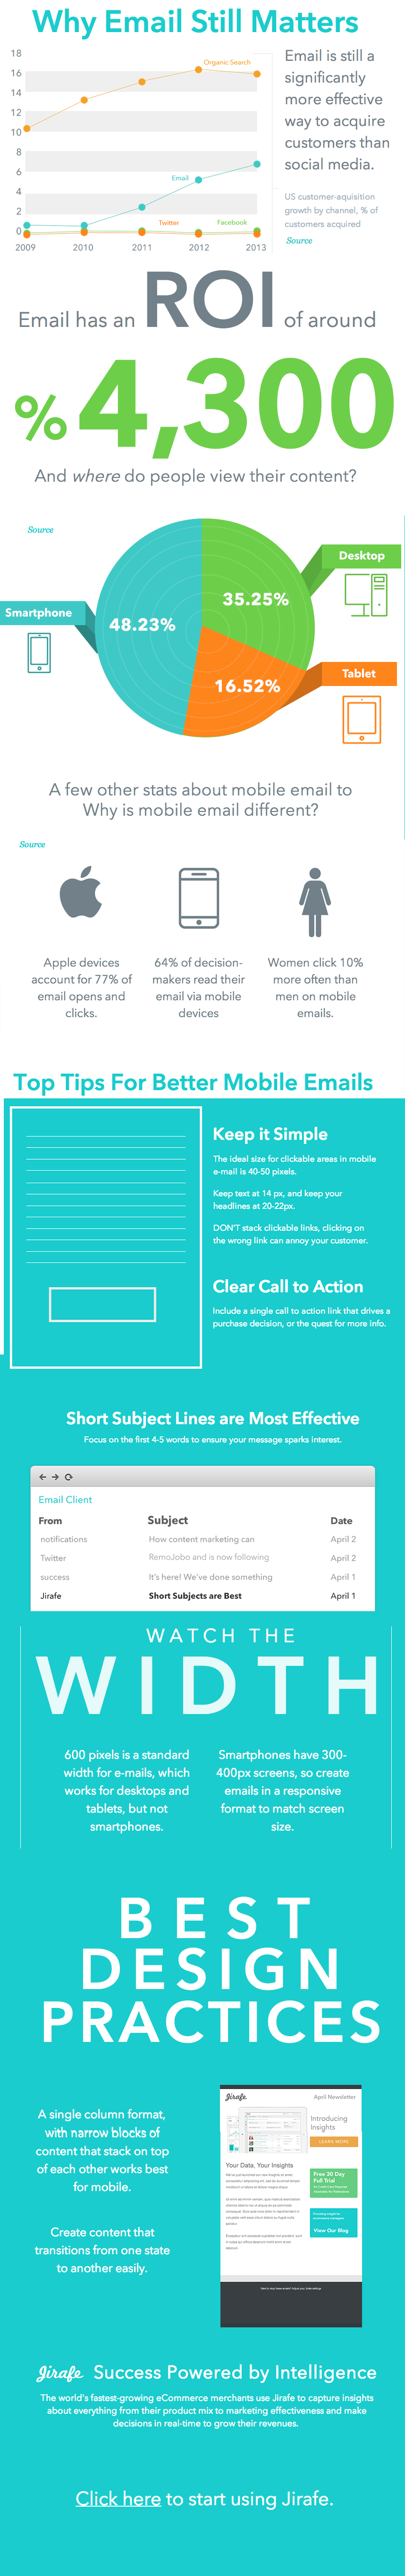 Why Email Still Matters
18
16
14
12
10
8
6
4
2
0
2009
2010
2011
2012
2013
Organic Search
Email
Twitter
Facebook
Email is still a
significantly
more effective
way to acquire
customers than
social media.
US customer-aquisition
growth by channel, % of
customers acquired
Source
Email has an ROI of around
% 4,300
And where do people view their content?
Source
Desktop
35.25%
Smartphone
48.23%
Tablet
16.52%
A few other stats about mobile email to
Why is mobile email different?
Source
Apple devices
account for 77% of
email opens and
clicks.
64% of decision-
makers read their
email via mobile
devices
Women click 10%
more often than
men on mobile
emails.
Top Tips For Better Mobile Emails
Keep it Simple
The ideal size for clickable areas in mobile
e-mail is 40-50 pixels.
Keep text at 14 px, and keep your
headlines at 20-22px.
DON'T stack clickable links, clicking on
the wrong link can annoy your customer.
Clear Call to Action
Include a single call to action link that drives a
purchase decision, or the quest for more info.
Short Subject Lines are Most Effective
Focus on the first 4-5 words to ensure your message sparks interest.
Email Client
From Subject Date
notifications How content marketing can April 2
Twitter RemoJobo and is now following April 2
success It's here! We've done something April 1
Jirafe Short Subjects are Best April 1
WATCH THE
WIDTH
600 pixels is a standard
width for e-mails, which
works for desktops and
tablets, but not
smartphones.
Smartphones have 300-
400px screens, so create
emails in a responsive
format to match screen
size.
BEST
DESIGN
PRACTICES
A single column format,
with narrow blocks of
content that stack on top
of each other works best
for mobile.
Create content that
transitions from one state
to another easily.
Jirafe April Newsletter
Introducing
Insights
LEARN MORE
Your Data, Your Insights
Free 30 Day
Full Trial
View Our Blog
Jirafe Success Powered by Intelligence
The world's fastest-growing eCommerce merchants use Jirafe to capture insights
about everything from their product mix to marketing effectiveness and make
decisions in real-time to grow their revenues.
Click here to start using Jirafe.